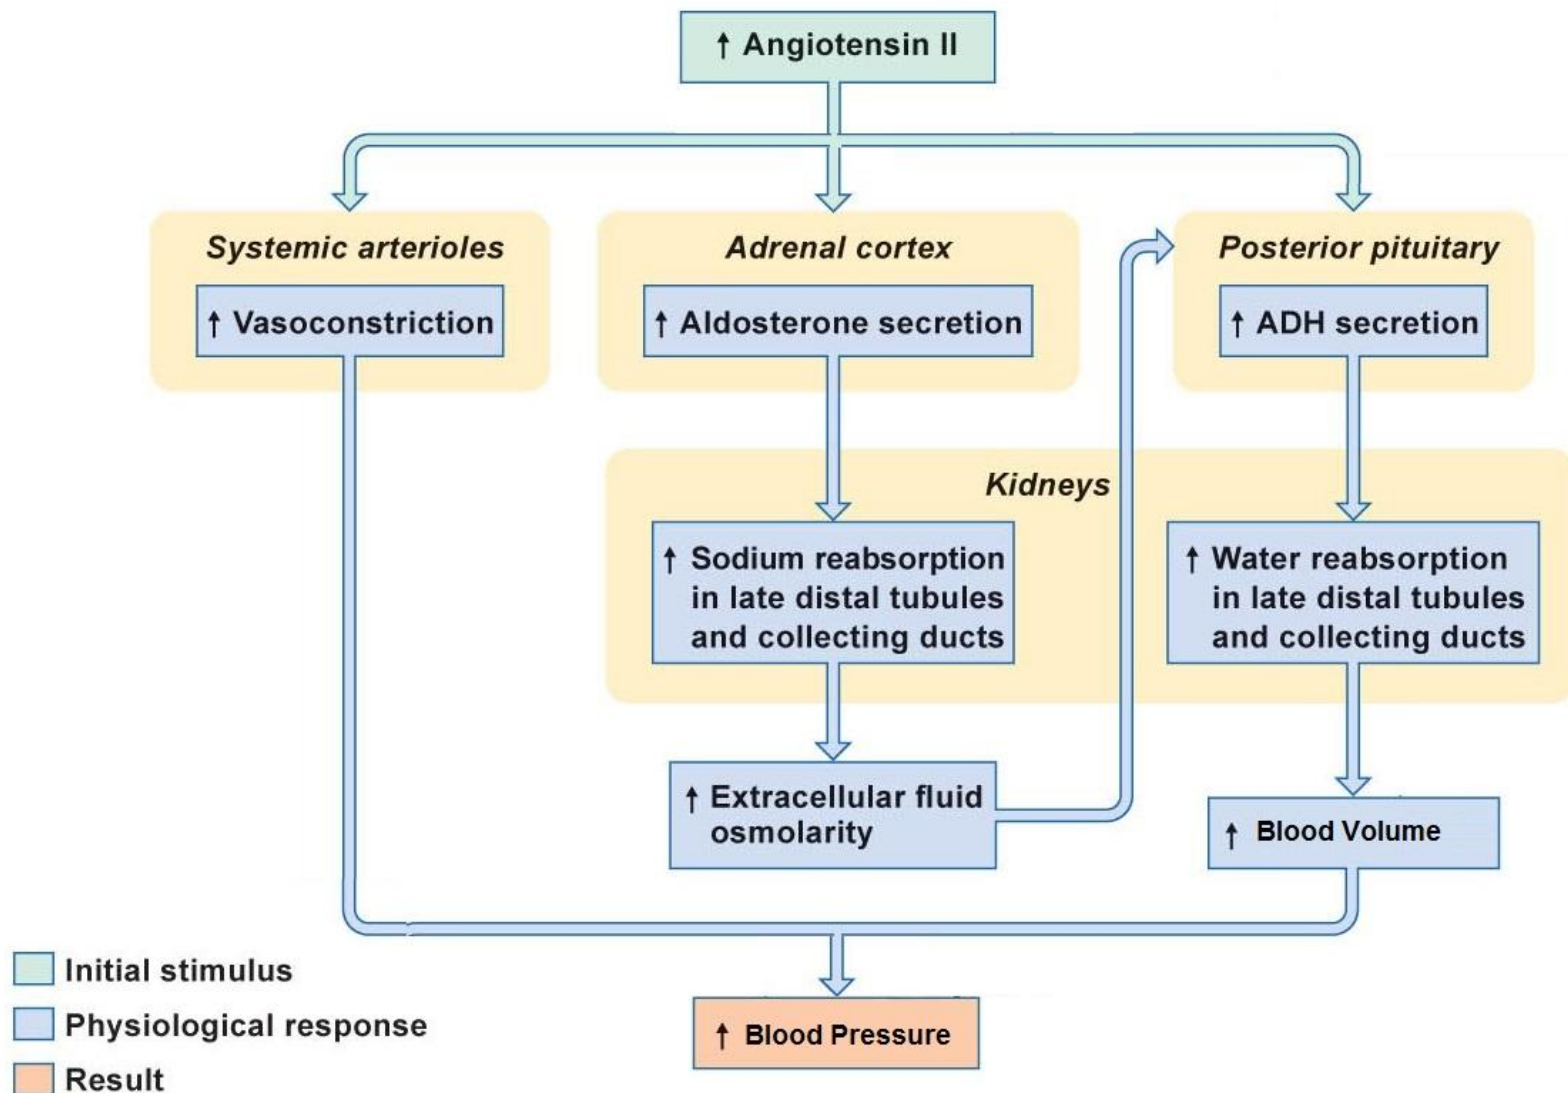 ↑ Angiotensin II
Systemic arterioles
↑ Vasoconstriction
Adrenal cortex
↑ Aldosterone secretion
Posterior pituitary
↑ ADH secretion
Kidneys
↑ Sodium reabsorption
in late distal tubules
and collecting ducts
↑ Water reabsorption
in late distal tubules
and collecting ducts
↑ Extracellular fluid
osmolarity
↑ Blood Volume
↑ Blood Pressure
Initial stimulus
Physiological response
Result